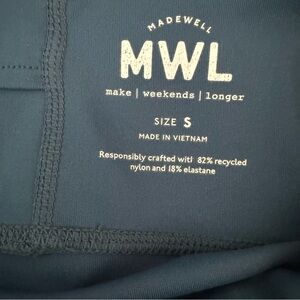 MADEWELL
MWL
make | weekends | longer
SIZE S
MADE IN VIETNAM
Responsibly crafted with 82% recycled
nylon and 18% elastane